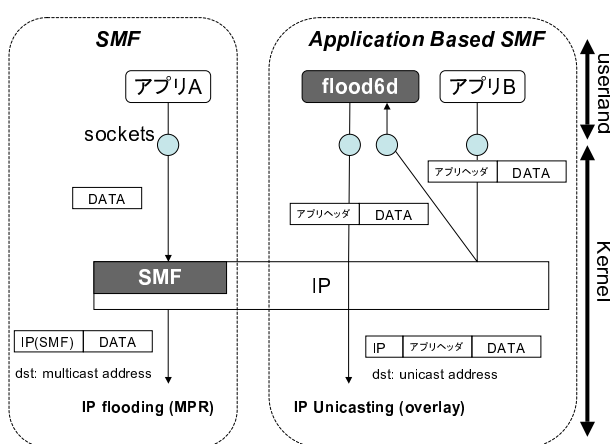 SMF
Application Based SMF
アプリA
flood6d
アプリB
userland
sockets
アプリヘッダ DATA
DATA
アプリヘッダ DATA
Kernel
SMF
IP
IP(SMF) DATA
IP アプリヘッダ DATA
dst: multicast address
dst: unicast address
IP flooding (MPR)
IP Unicasting (overlay)